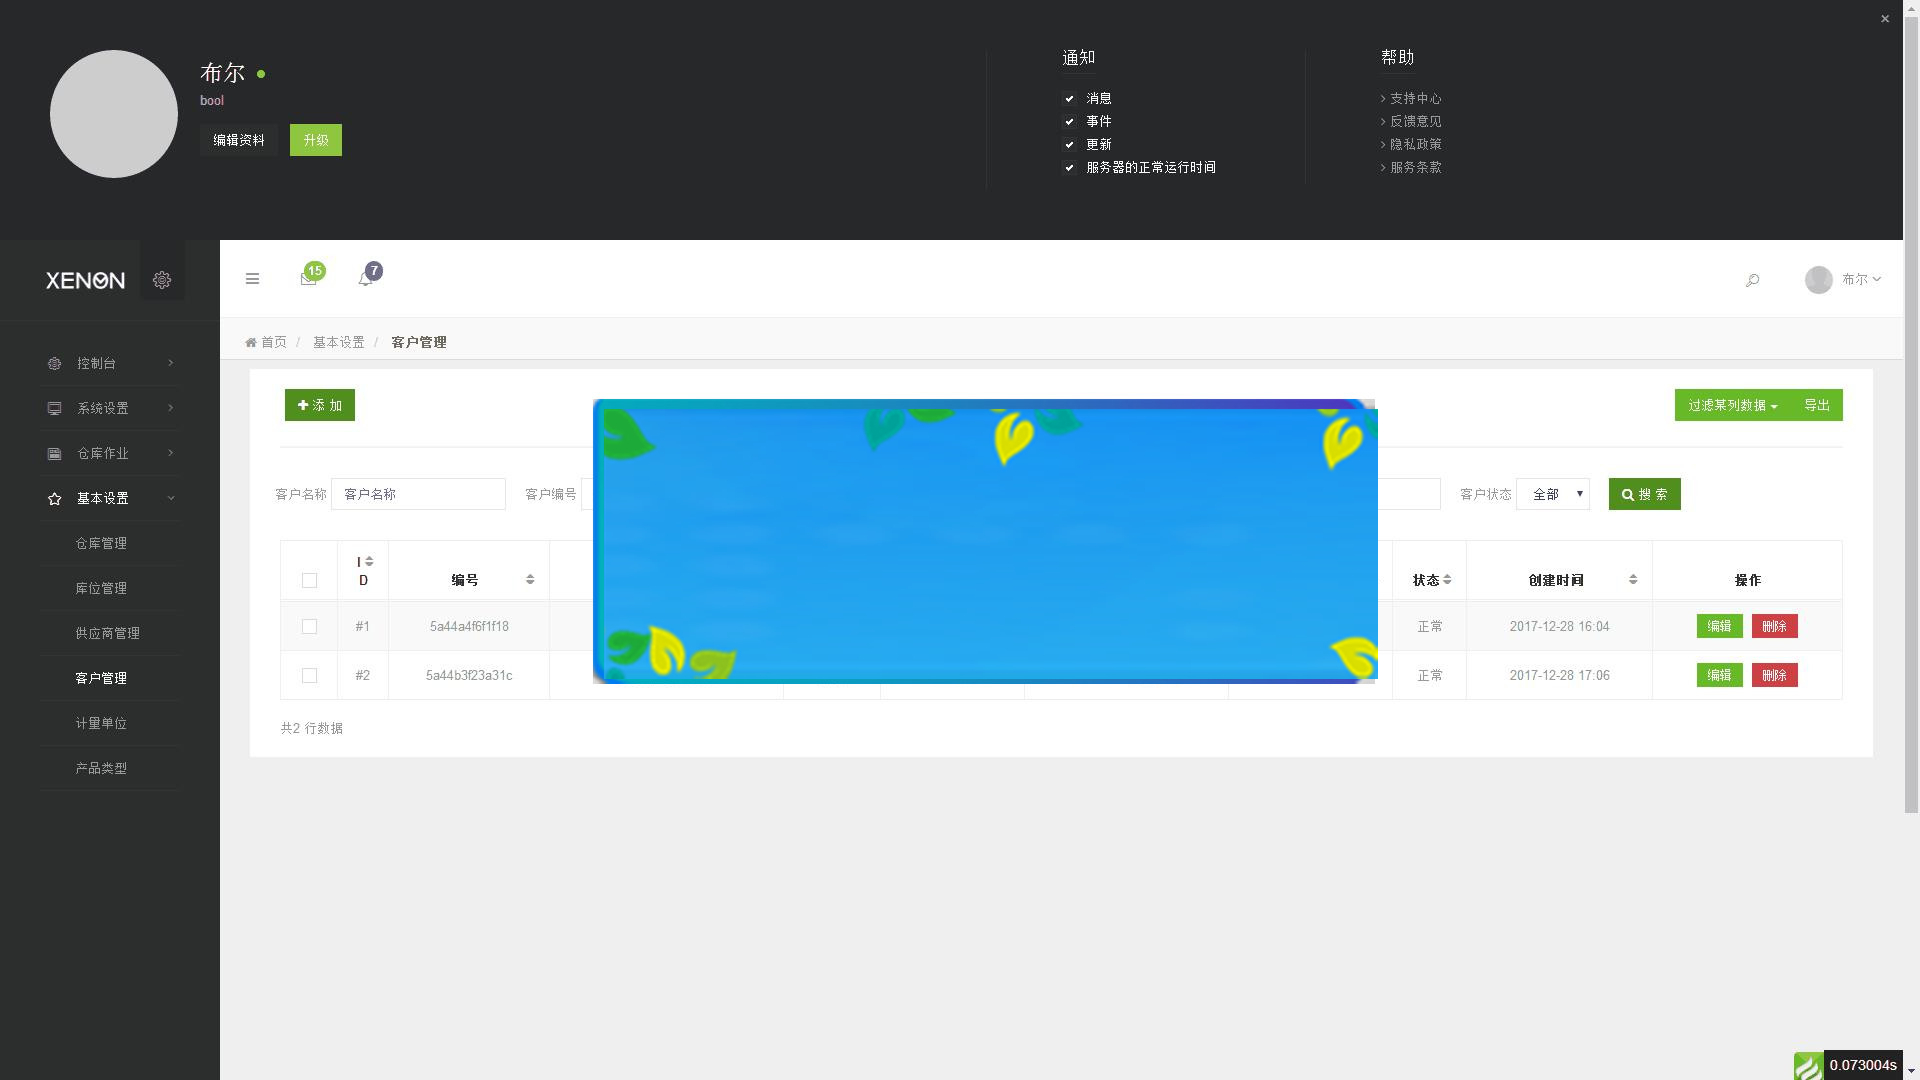 ×
布尔
bool
编辑资料 升级
通知
消息
事件
更新
服务器的正常运行时间
帮助
支持中心
反馈意见
隐私政策
服务条款
XENON
15 7
布尔
控制台
系统设置
仓库作业
基本设置
仓库管理
库位管理
供应商管理
客户管理
计量单位
产品类型
首页 / 基本设置 / 客户管理
添 加
过滤某列数据 导出
客户名称 客户名称 客户编号 客户状态 全部 搜 索
ID 编号 状态 创建时间 操作
#1 5a44a4f6f1f18 正常 2017-12-28 16:04 编辑 删除
#2 5a44b3f23a31c 正常 2017-12-28 17:06 编辑 删除
共2 行数据
0.073004s